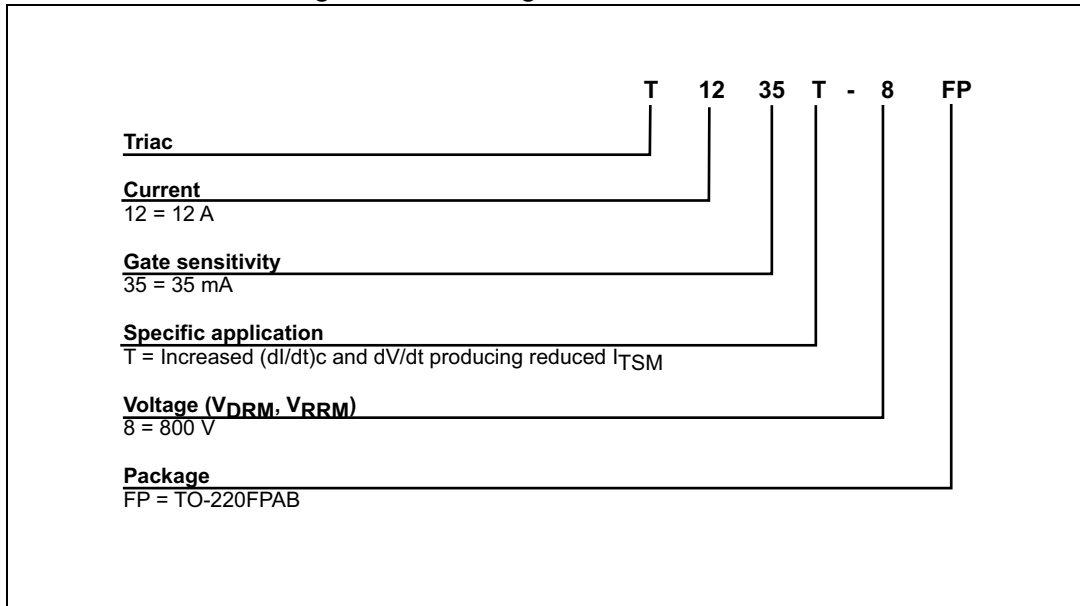 T 12 35 T - 8 FP
Triac
Current
12 = 12 A
Gate sensitivity
35 = 35 mA
Specific application
T = Increased (dI/dt)c and dV/dt producing reduced ITSM
Voltage (VDRM, VRRM)
8 = 800 V
Package
FP = TO-220FPAB